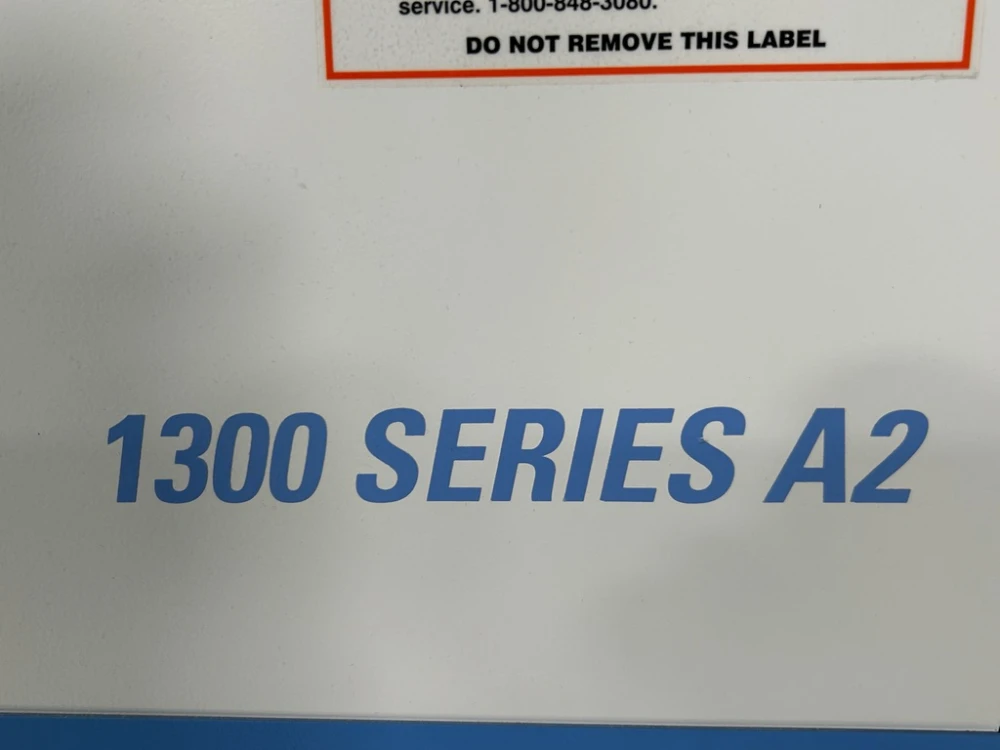 service. 1-800-848-3080.
DO NOT REMOVE THIS LABEL
1300 SERIES A2